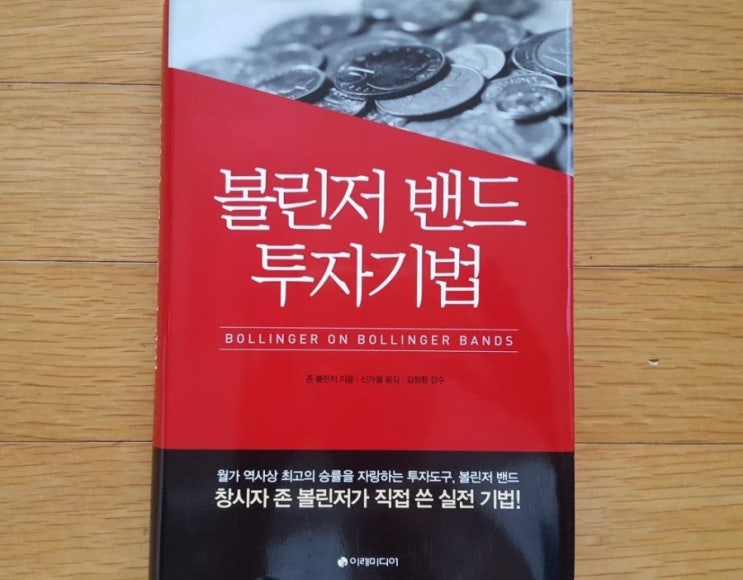 볼린저 밴드
투자기법
BOLLINGER ON BOLLINGER BANDS
존 볼린저 지음 | 신가을 옮김 | 김정환 감수
월가 역사상 최고의 승률을 자랑하는 투자도구, 볼린저 밴드
창시자 존 볼린저가 직접 쓴 실전 기법!
이레미디어